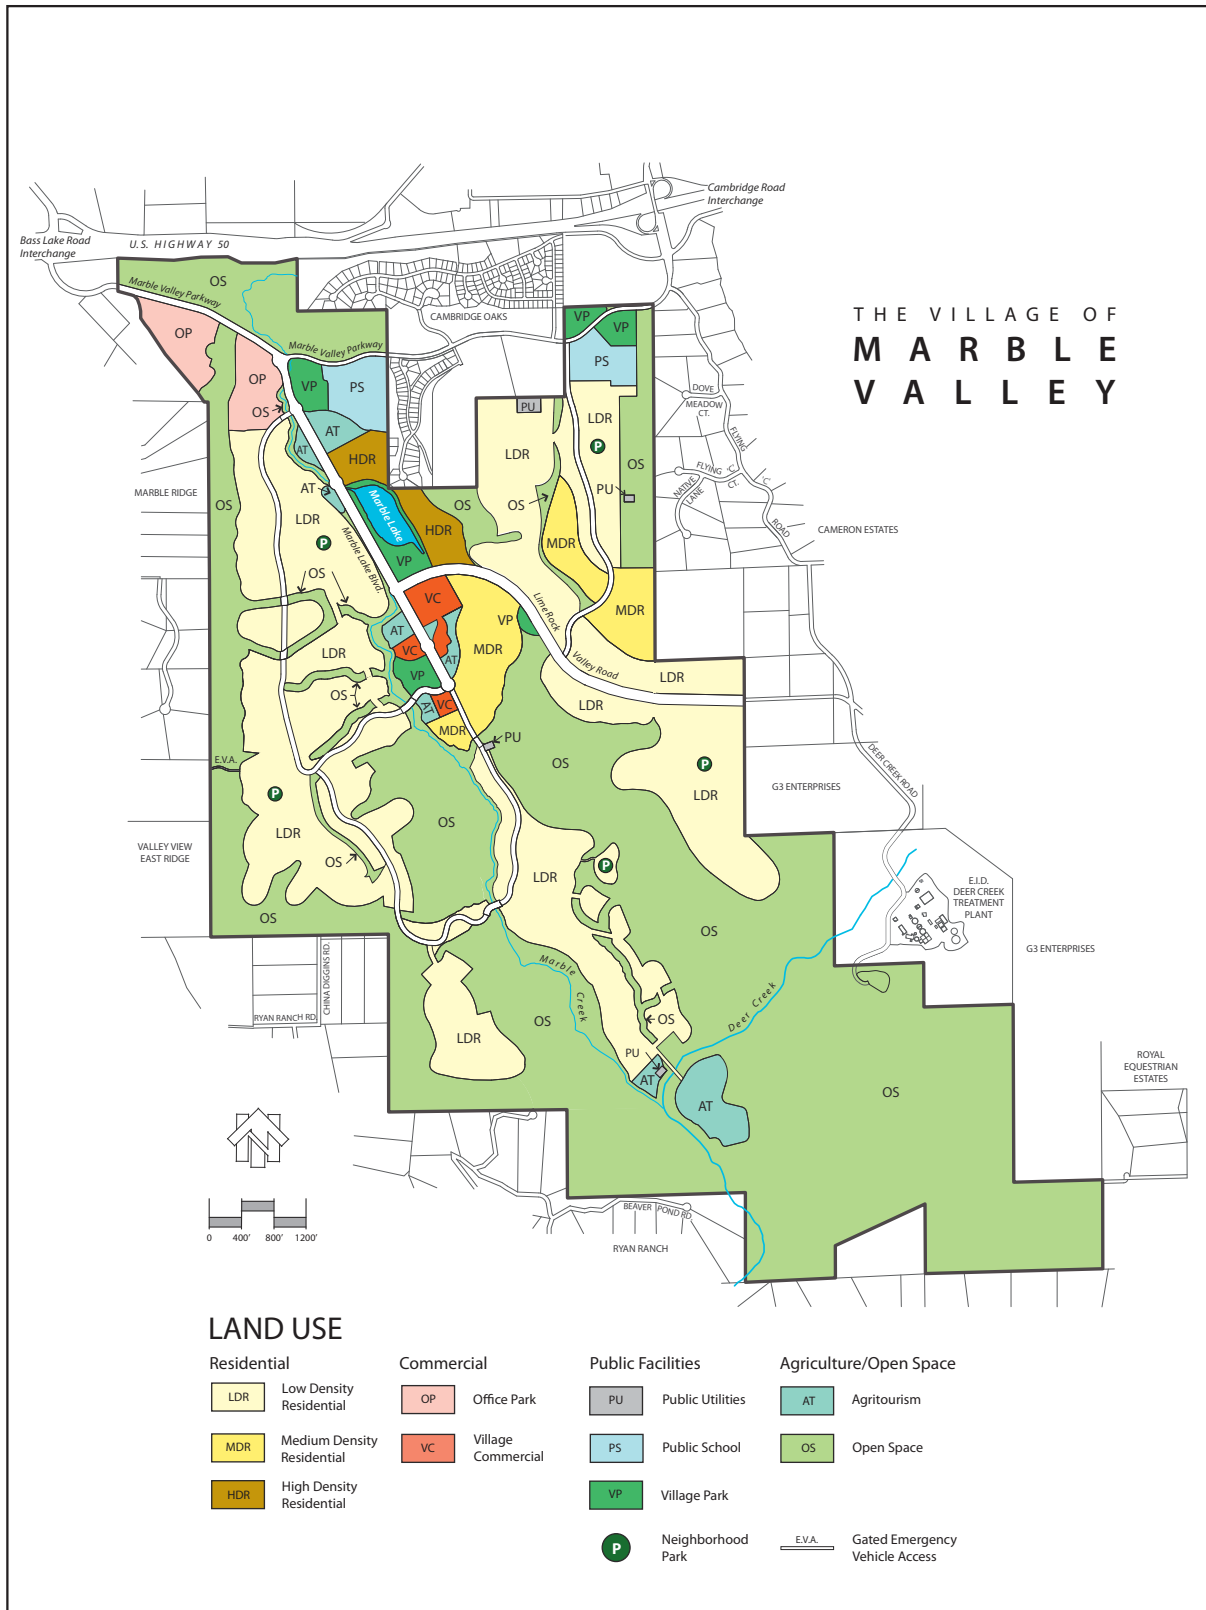 THE VILLAGE OF
MARBLE
VALLEY
Cambridge Road
Interchange
Bass Lake Road
Interchange
U.S. HIGHWAY 50
OS
Marble Valley Parkway
OP
CAMBRIDGE OAKS
VP
VP
Marble Valley Parkway
PS
OP
VP
PS
DOVE
MEADOW
CT.
PU
OS
LDR
AT
FLYING
AT
HDR
P
LDR
OS
FLYING 'C'
CT.
'C'
NATIVE
LANE
AT
PU
MARBLE RIDGE
OS
LDR
Marble Lake
OS
OS
HDR
ROAD
CAMERON ESTATES
P
Marble Lake Blvd.
MDR
VP
OS
VC
Lime Rock
MDR
AT
VP
LDR
VC
AT
MDR
Valley Road
VP
LDR
OS
AT
VC
LDR
MDR
PU
E.V.A.
OS
P
DEER CREEK ROAD
P
LDR
G3 ENTERPRISES
LDR
OS
VALLEY VIEW
EAST RIDGE
OS
P
LDR
E.I.D.
DEER CREEK
TREATMENT
PLANT
OS
OS
G3 ENTERPRISES
CHINA DIGGINS RD.
Marble
Creek
RYAN RANCH RD.
OS
OS
Deer Creek
LDR
PU
AT
AT
OS
ROYAL
EQUESTRIAN
ESTATES
BEAVER POND RD
RYAN RANCH
0 400' 800' 1200'
LAND USE
Residential
LDR Low Density
Residential
MDR Medium Density
Residential
HDR High Density
Residential
Commercial
OP Office Park
VC Village
Commercial
Public Facilities
PU Public Utilities
PS Public School
VP Village Park
P Neighborhood
Park
Agriculture/Open Space
AT Agritourism
OS Open Space
E.V.A. Gated Emergency
Vehicle Access